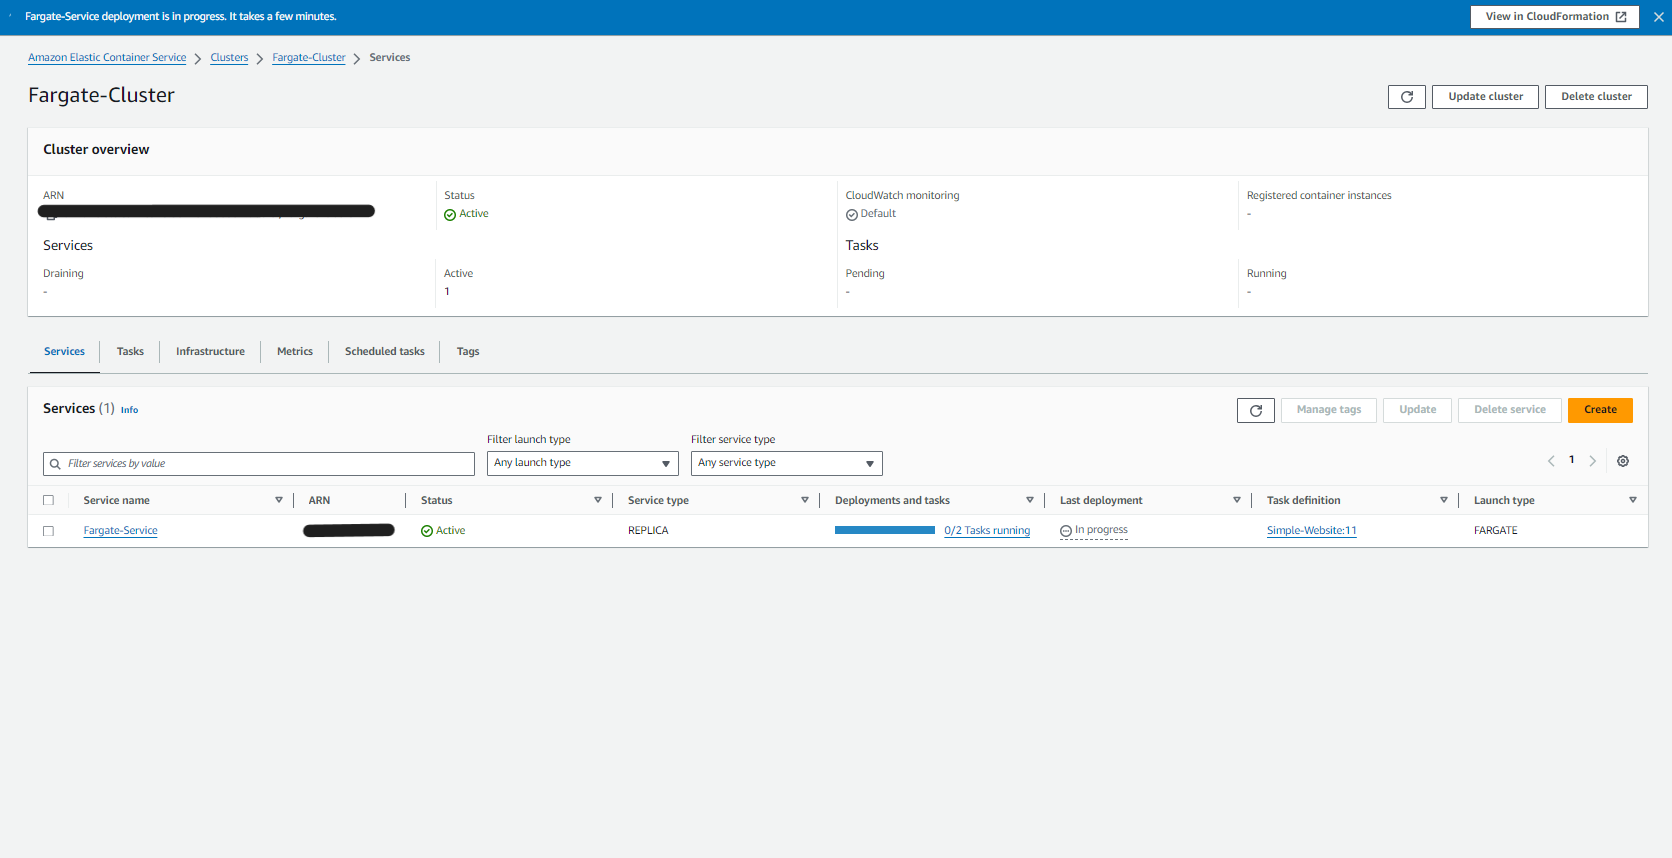 Fargate-Service deployment is in progress. It takes a few minutes.
View in CloudFormation
Amazon Elastic Container Service
Clusters
Fargate-Cluster
Services
Fargate-Cluster
Update cluster
Delete cluster
Cluster overview
ARN
Status
Active
CloudWatch monitoring
Default
Registered container instances
-
Services
Draining
-
Active
1
Tasks
Pending
-
Running
-
Services
Tasks
Infrastructure
Metrics
Scheduled tasks
Tags
Services (1) Info
Manage tags
Update
Delete service
Create
Filter services by value
Filter launch type
Any launch type
Filter service type
Any service type
1
Service name
ARN
Status
Service type
Deployments and tasks
Last deployment
Task definition
Launch type
Fargate-Service
Active
REPLICA
0/2 Tasks running
In progress
Simple-Website:11
FARGATE